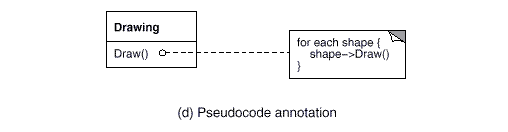 Drawing
Draw()
for each shape {
shape->Draw()
}
(d) Pseudocode annotation